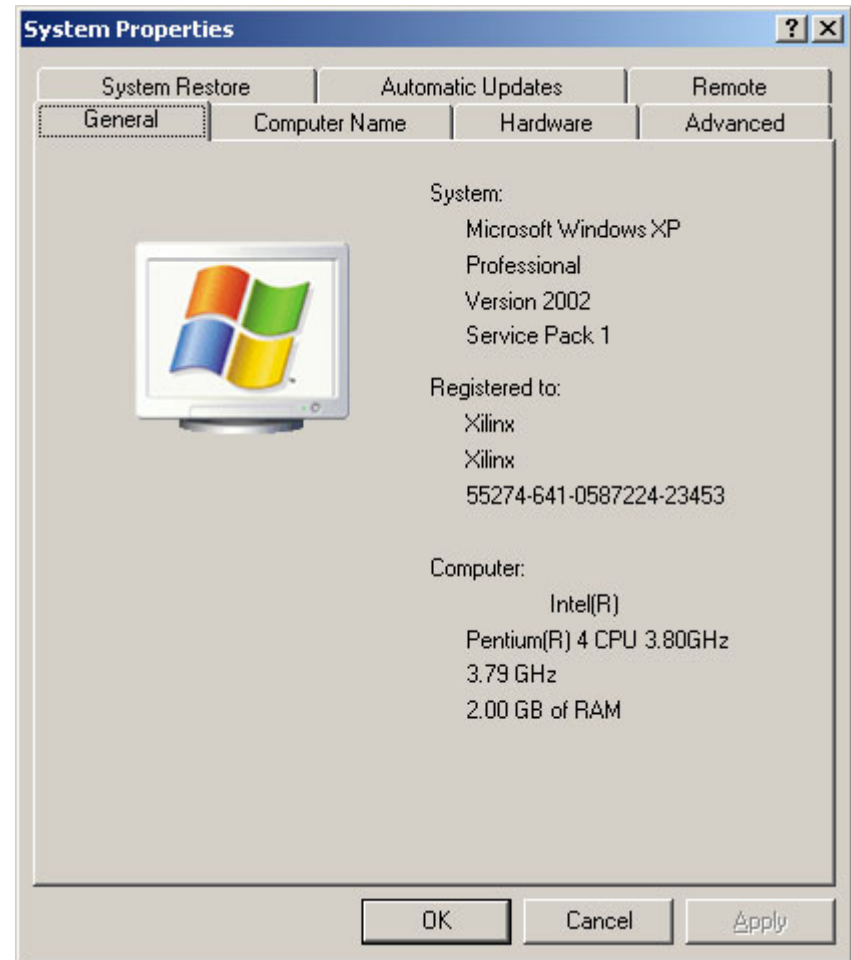 System Properties
System Restore Automatic Updates Remote
General Computer Name Hardware Advanced
System:
Microsoft Windows XP
Professional
Version 2002
Service Pack 1
Registered to:
Xilinx
Xilinx
55274-641-0587224-23453
Computer:
Intel(R)
Pentium(R) 4 CPU 3.80GHz
3.79 GHz
2.00 GB of RAM
OK Cancel Apply